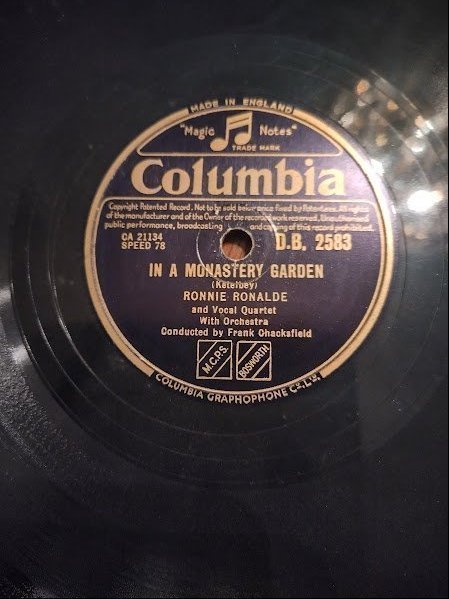 MADE IN ENGLAND
"Magic Notes"
TRADE MARK
Columbia
Copyright Patented Record. Not to be sold below price fixed by Patentees. All rights
of the manufacturer and of the Owner of the recorded work reserved. Unauthorised
public performance, broadcasting and copying of this record prohibited.
CA 21134
SPEED 78
D.B. 2583
IN A MONASTERY GARDEN
(Ketelbey)
RONNIE RONALDE
and Vocal Quartet
With Orchestra
Conducted by Frank Chacksfield
M.C.P.S.
BOSWORTH
COLUMBIA GRAPHOPHONE Co. Ltd.